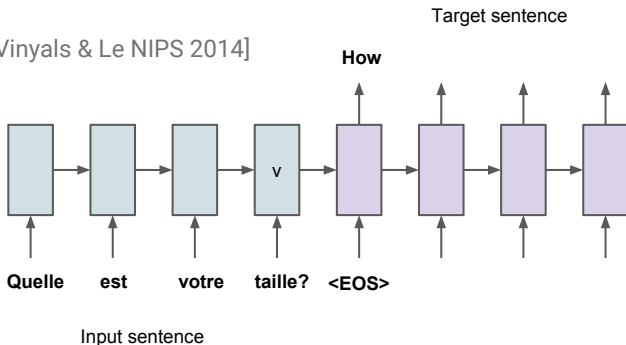 Target sentence
Vinyals & Le NIPS 2014]
How
v
Quelle est votre taille? <EOS>
Input sentence